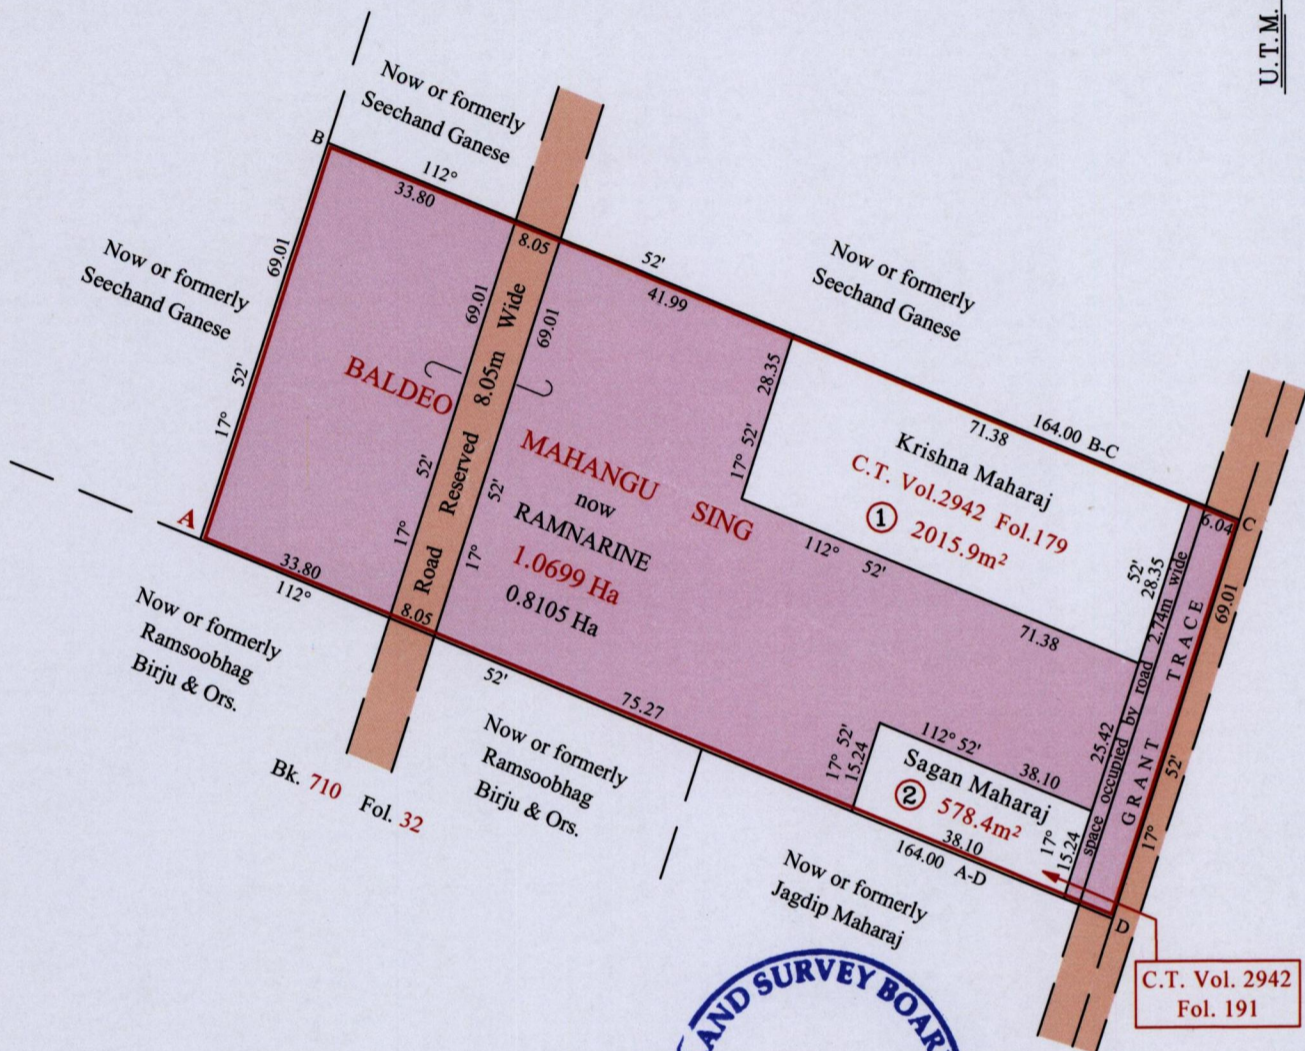 U.T.M.
Now or formerly
Seechand Ganese
B
112°
33.80
8.05
52'
41.99
Now or formerly
Seechand Ganese
Now or formerly
Seechand Ganese
69.01
17° 52'
69.01
69.01
BALDEO
Road Reserved 8.05m Wide
17° 52'
17° 52'
MAHANGU SING
now
RAMNARINE
1.0699 Ha
0.8105 Ha
28.35
17° 52'
71.38
164.00 B-C
Krishna Maharaj
C.T. Vol.2942 Fol.179
1 2015.9m²
112° 52'
71.38
6.04
C
52'
28.35
69.01
17° 52'
GRANT TRACE
space occupied by road 2.74m wide
25.42
A
33.80
112°
8.05
52'
75.27
Now or formerly
Ramsoobhag
Birju & Ors.
Now or formerly
Ramsoobhag
Birju & Ors.
Bk. 710 Fol. 32
17° 52'
15.24
112° 52'
38.10
Sagan Maharaj
2 578.4m²
38.10
17°
15.24
164.00 A-D
D
Now or formerly
Jagdip Maharaj
C.T. Vol. 2942
Fol. 191
LAND SURVEY BOARD